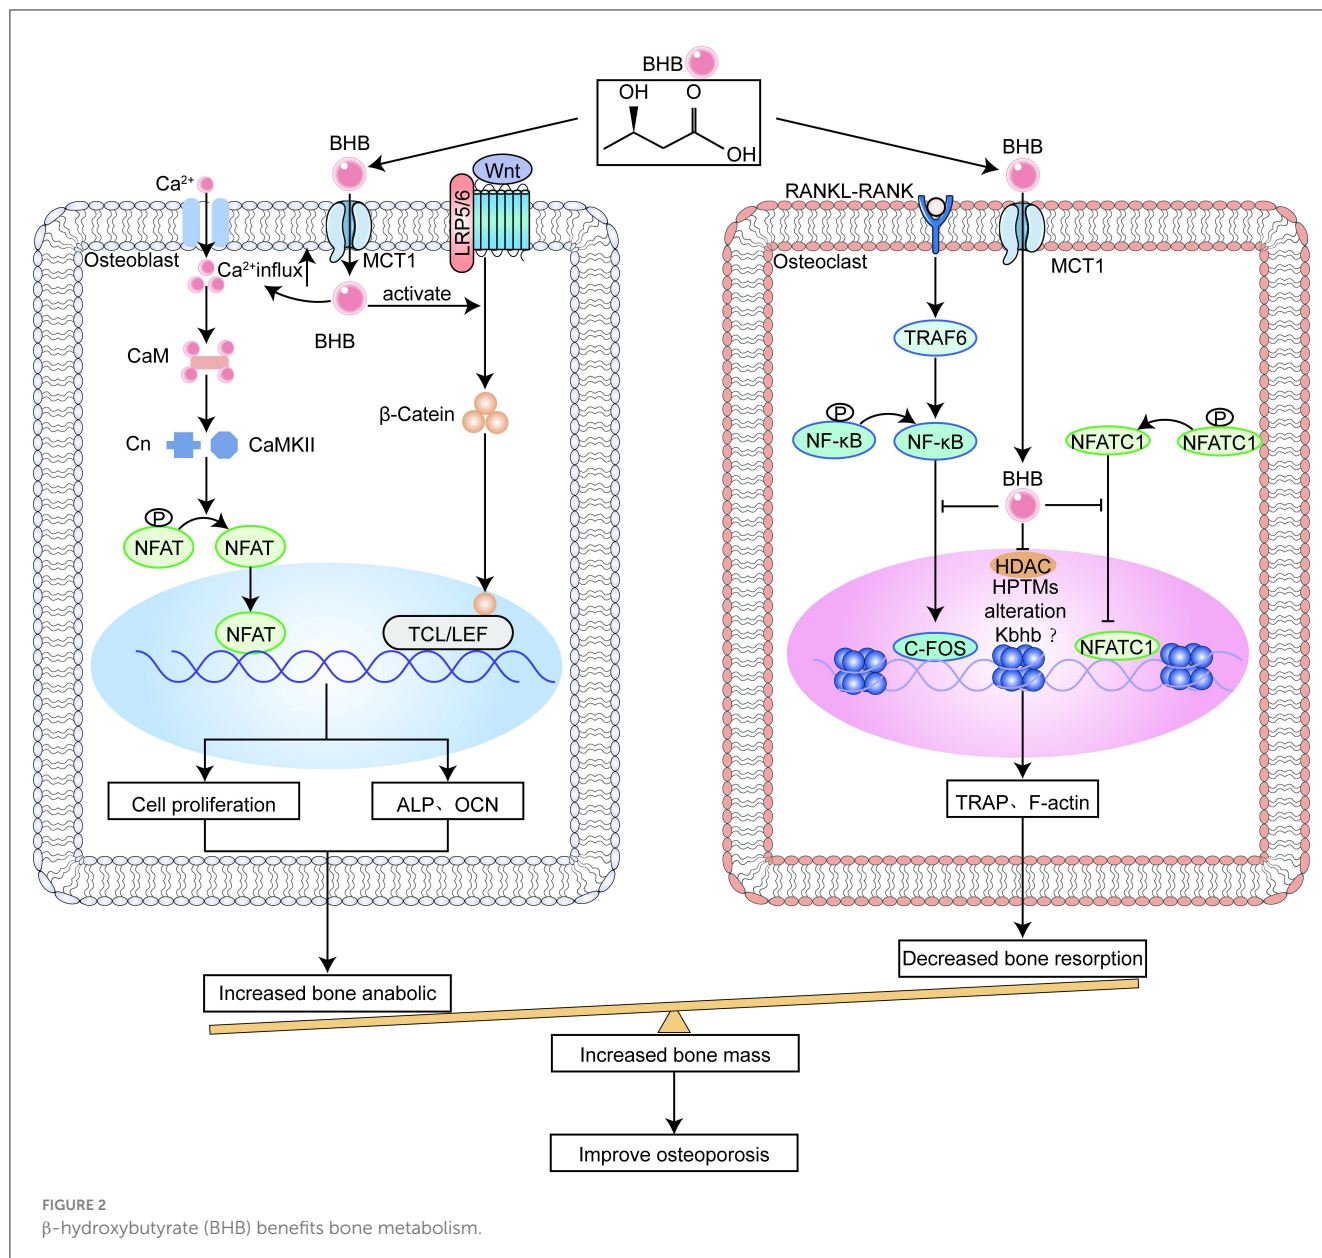 BHB
OH
O
OH
BHB
Wnt
Ca²⁺
LRP5/6
Osteoblast
Ca²⁺influx
MCT1
activate
BHB
CaM
β-Catein
Cn
CaMKII
P
NFAT
NFAT
NFAT
TCL/LEF
Cell proliferation
ALP、OCN
Increased bone anabolic
BHB
RANKL-RANK
Osteoclast
MCT1
TRAF6
P
NF-κB
NF-κB
NFATC1
P
NFATC1
BHB
HDAC
HPTMs
alteration
Kbhb ?
C-FOS
NFATC1
TRAP、F-actin
Decreased bone resorption
Increased bone mass
Improve osteoporosis
FIGURE 2
β-hydroxybutyrate (BHB) benefits bone metabolism.